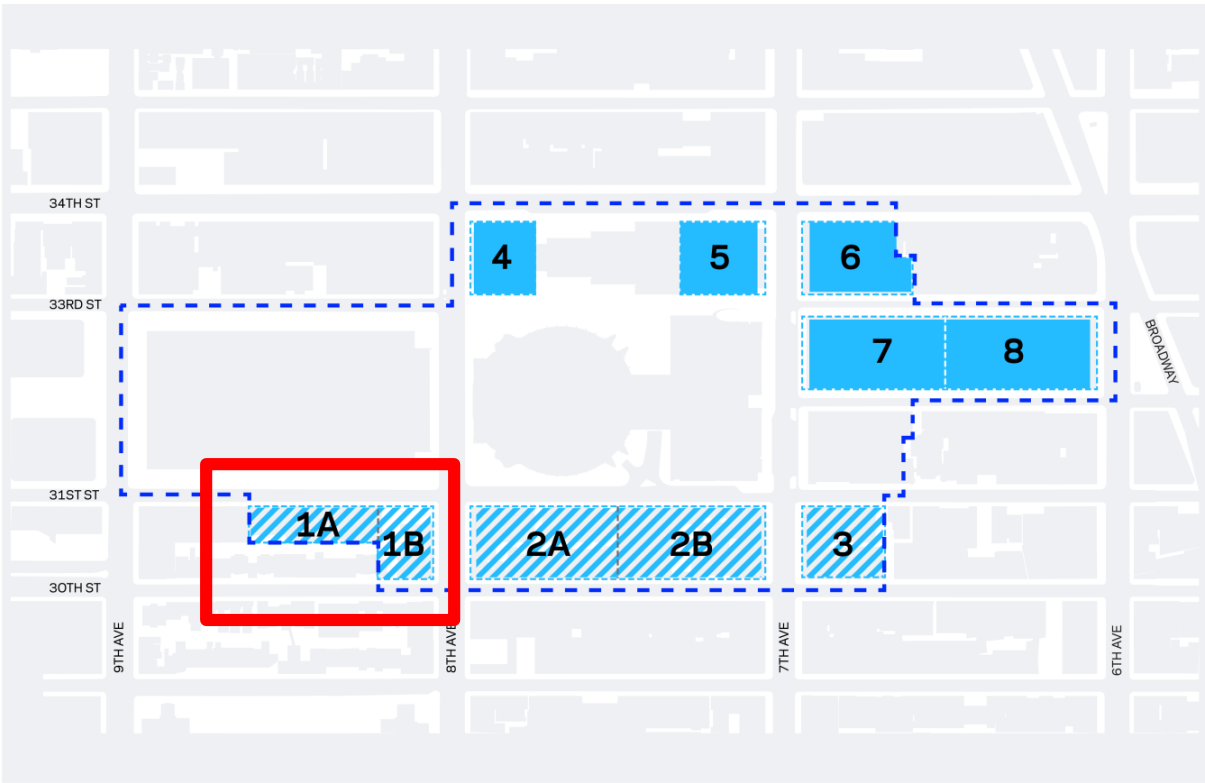 34TH ST
4
5
6
33RD ST
7
8
BROADWAY
31ST ST
1A
1B
2A
2B
3
30TH ST
9TH AVE
8TH AVE
7TH AVE
6TH AVE